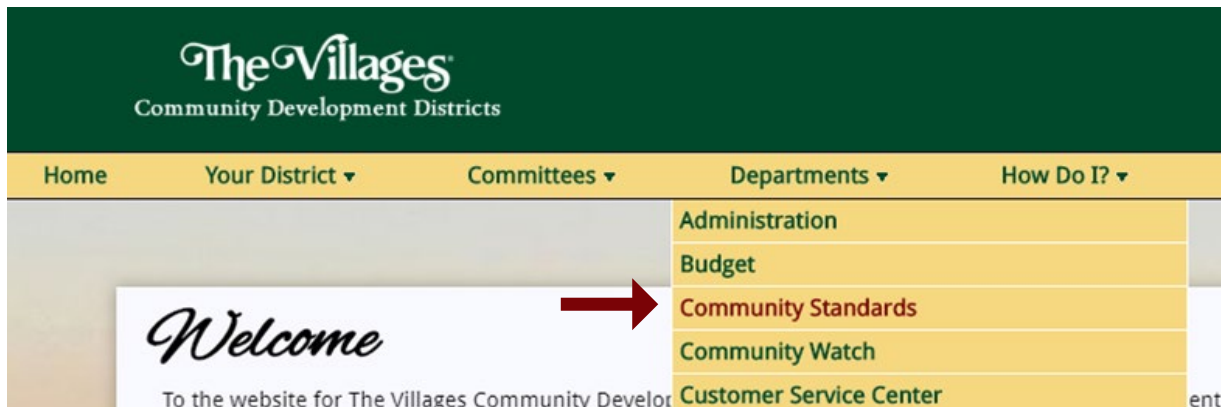 The Villages®
Community Development Districts
Home Your District Committees Departments How Do I?
Administration
Budget
Community Standards
Welcome
Community Watch
To the website for The Villages Community Develop
Customer Service Center
ent